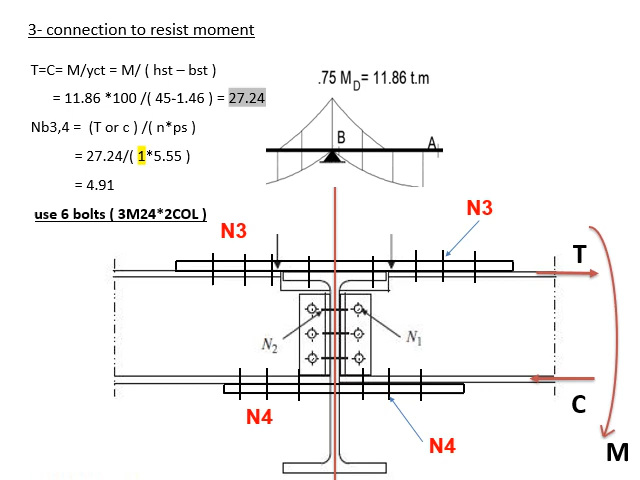 3- connection to resist moment
T=C= M/yct = M/ ( hst – bst )
= 11.86 *100 /( 45-1.46 ) = 27.24
Nb3,4 = (T or c ) /( n*ps )
= 27.24/( 1*5.55 )
= 4.91
use 6 bolts ( 3M24*2COL )
.75 MD= 11.86 t.m
B
A
N3
N3
T
N2
N1
C
N4
N4
M